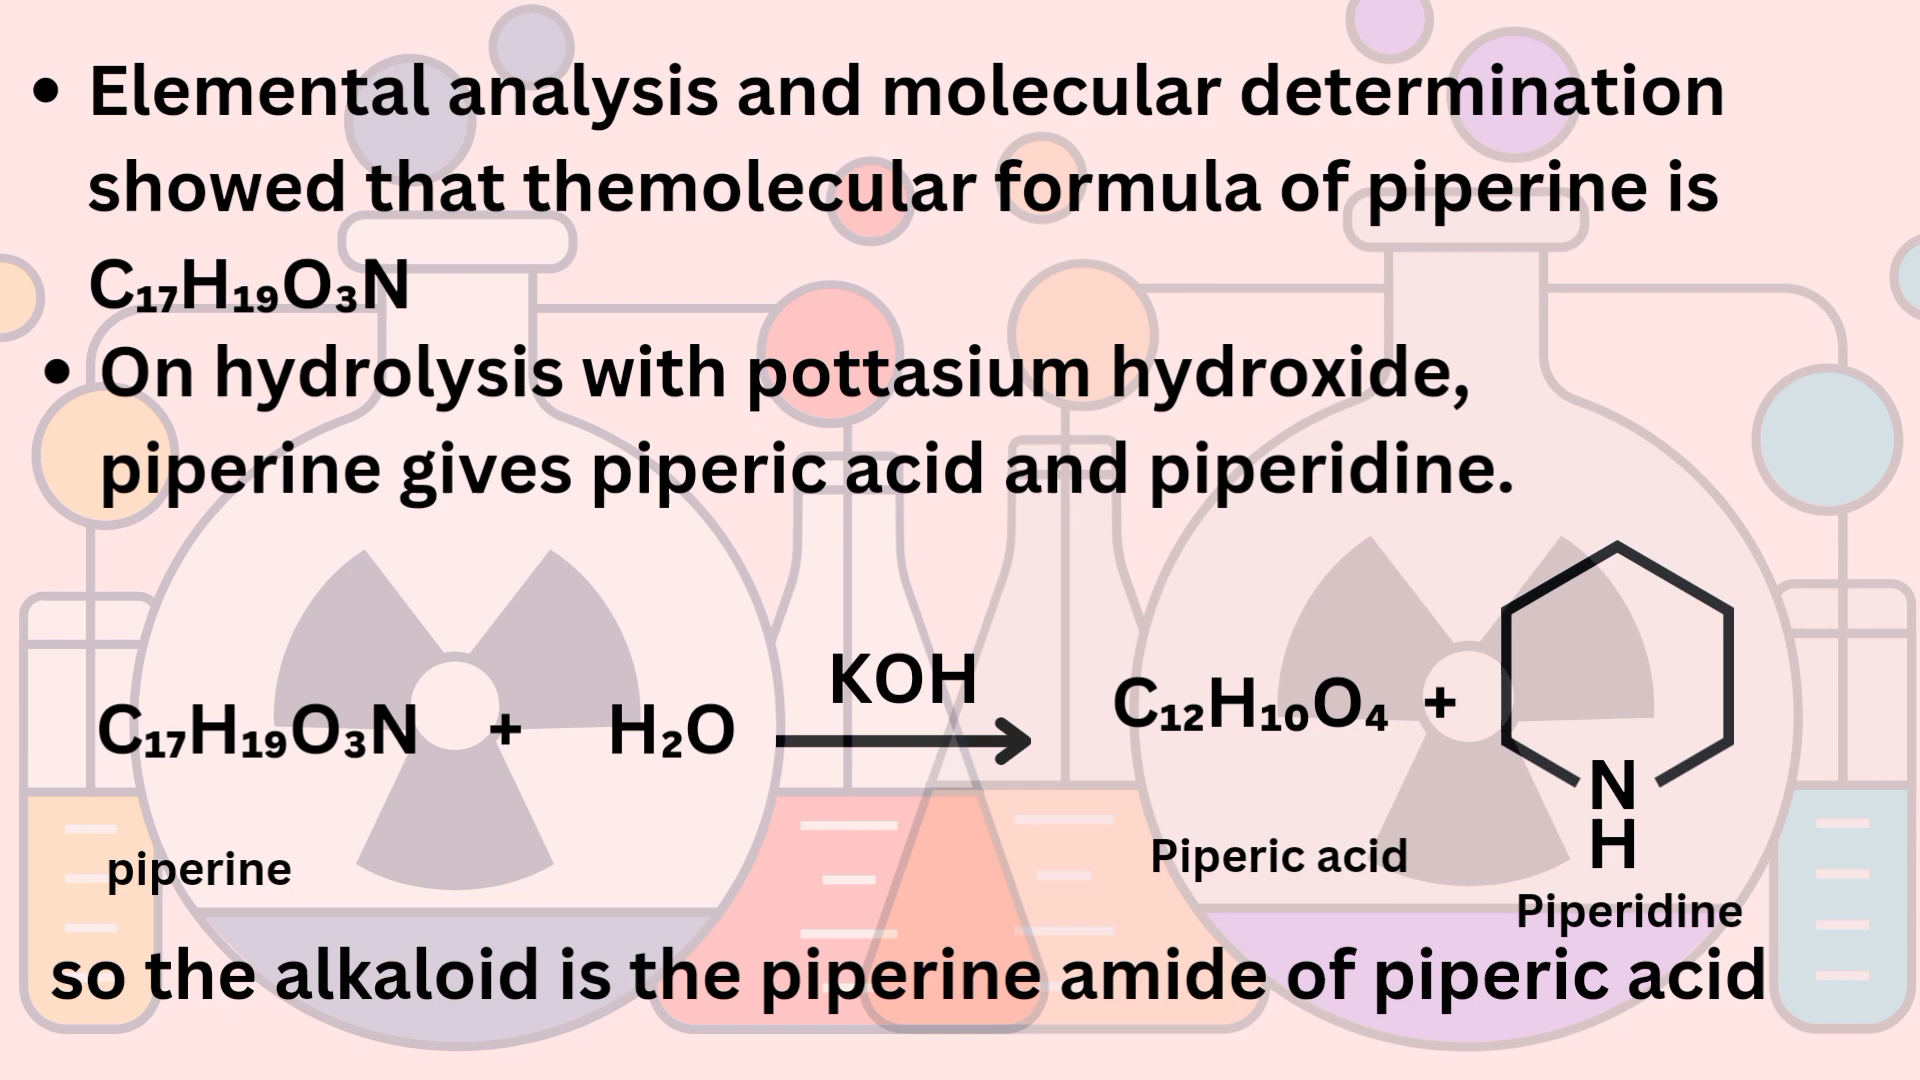 • Elemental analysis and molecular determination
showed that themolecular formula of piperine is
C₁₇H₁₉O₃N
• On hydrolysis with pottasium hydroxide,
piperine gives piperic acid and piperidine.
KOH
C₁₇H₁₉O₃N + H₂O → C₁₂H₁₀O₄ +
N
H
piperine
Piperic acid
Piperidine
so the alkaloid is the piperine amide of piperic acid